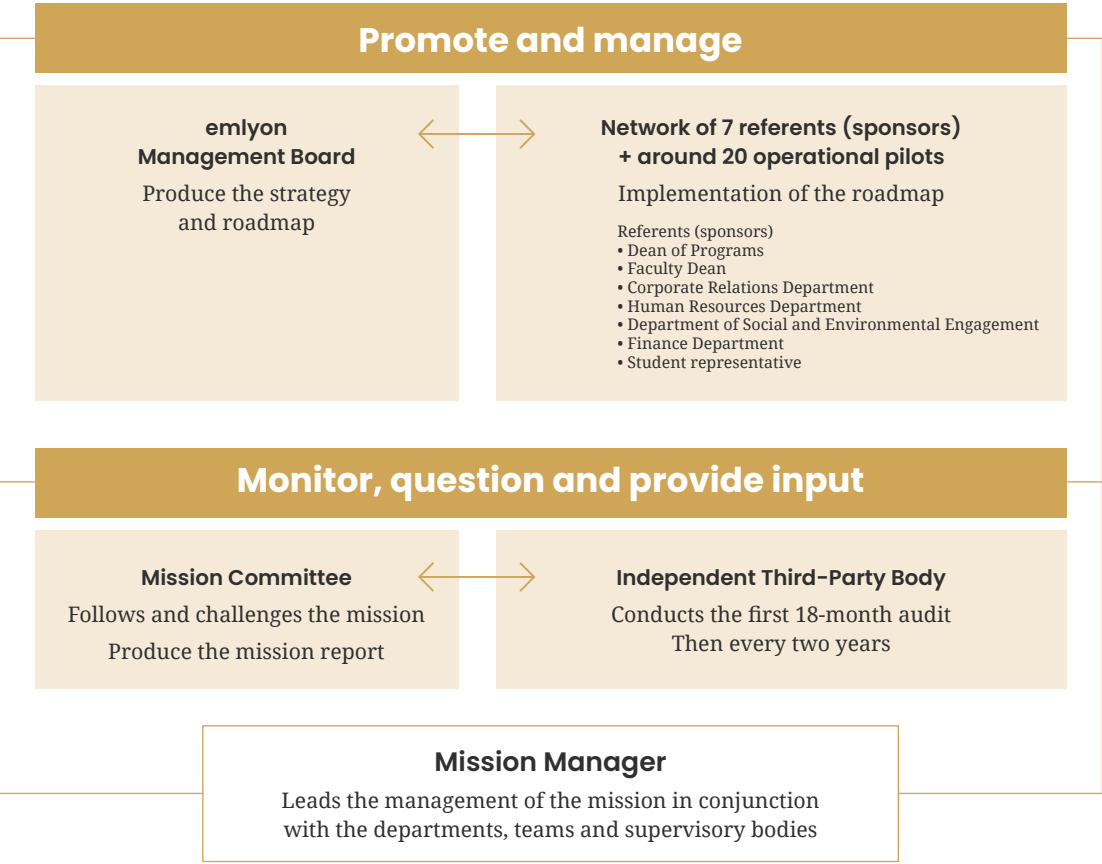 Promote and manage
emlyon
Management Board
Produce the strategy
and roadmap
Network of 7 referents (sponsors)
+ around 20 operational pilots
Implementation of the roadmap
Referents (sponsors)
• Dean of Programs
• Faculty Dean
• Corporate Relations Department
• Human Resources Department
• Department of Social and Environmental Engagement
• Finance Department
• Student representative
Monitor, question and provide input
Mission Committee
Follows and challenges the mission
Produce the mission report
Independent Third-Party Body
Conducts the first 18-month audit
Then every two years
Mission Manager
Leads the management of the mission in conjunction
with the departments, teams and supervisory bodies